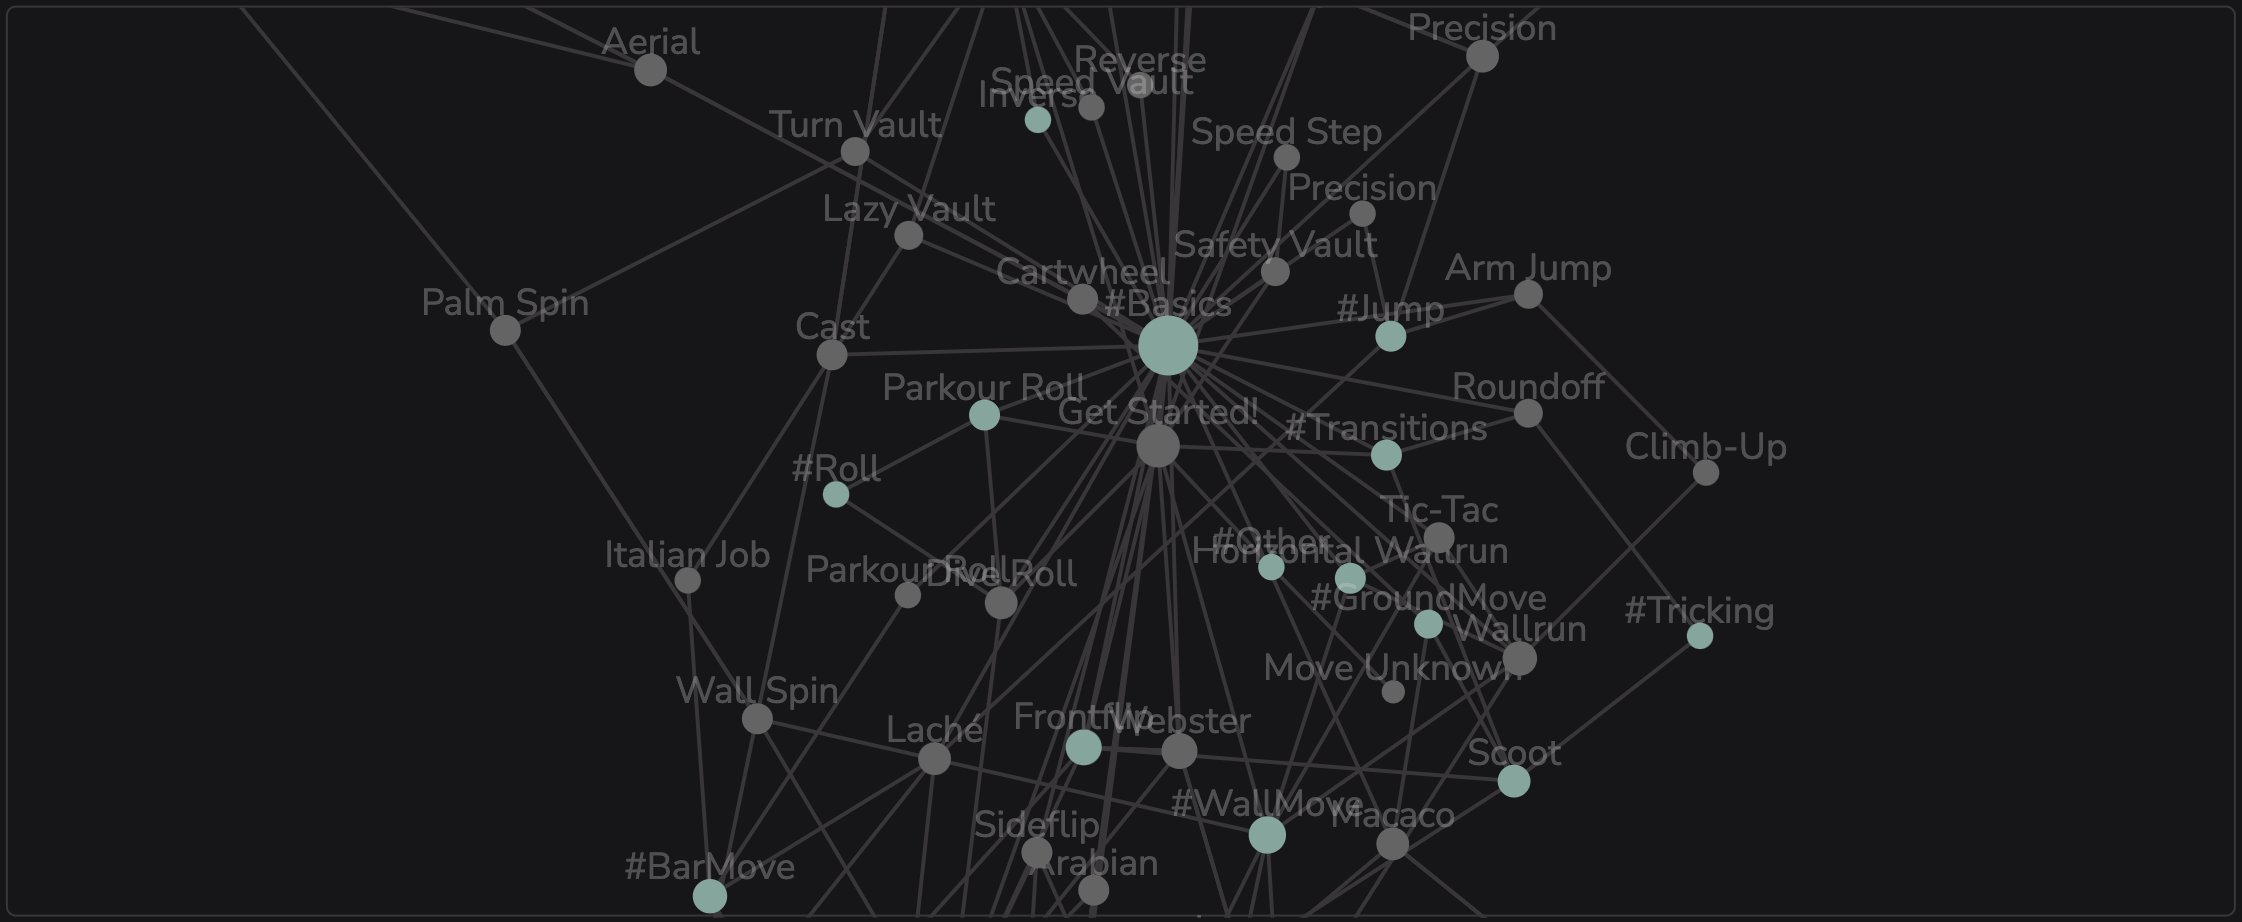 Precision
Aerial
Reverse
Speed Vault
Inverse
Turn Vault
Speed Step
Precision
Lazy Vault
Safety Vault
Arm Jump
Cartwheel
Palm Spin
#Basics
#Jump
Cast
Parkour Roll
Roundoff
Get Started!
#Transitions
Climb-Up
#Roll
Tic-Tac
#Other
Horizontal Wallrun
Italian Job
Parkour Roll
Dive Roll
#GroundMove
#Tricking
Wallrun
Move Unknown
Wall Spin
Frontflip
Webster
Laché
Scoot
#WallMove
Macaco
Sideflip
Arabian
#BarMove